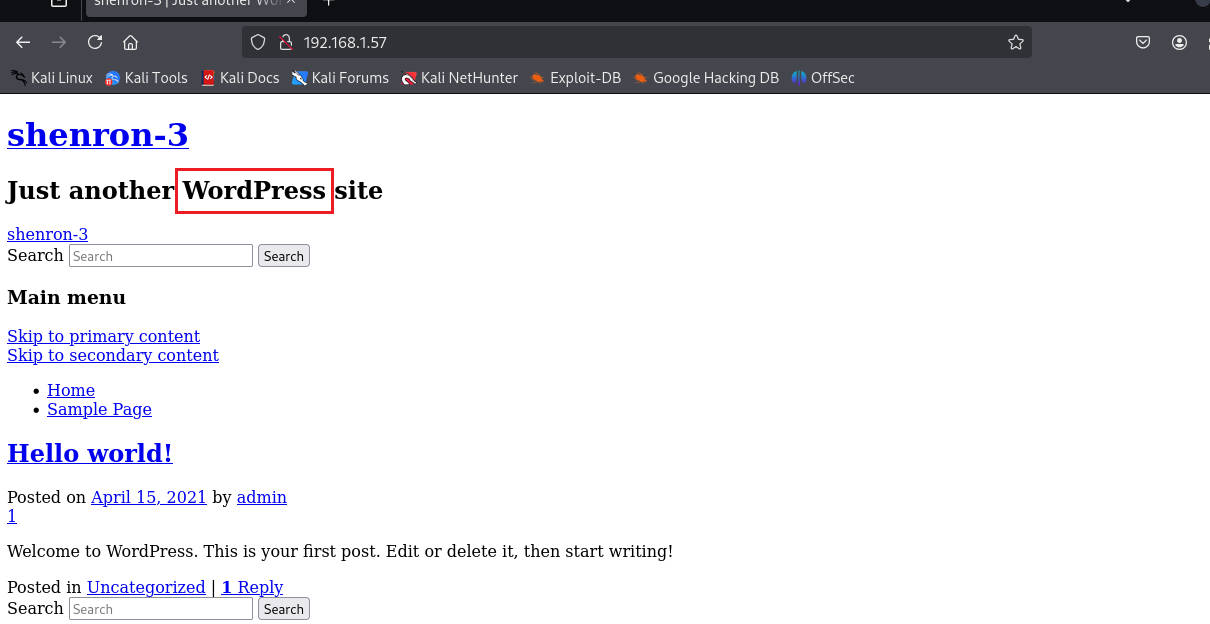 shenron-3 | Just another Wo
192.168.1.57
Kali Linux Kali Tools Kali Docs Kali Forums Kali NetHunter Exploit-DB Google Hacking DB OffSec
shenron-3
Just another WordPress site
shenron-3
Search Search Search
Main menu
Skip to primary content
Skip to secondary content
Home
Sample Page
Hello world!
Posted on April 15, 2021 by admin
1
Welcome to WordPress. This is your first post. Edit or delete it, then start writing!
Posted in Uncategorized | 1 Reply
Search Search Search